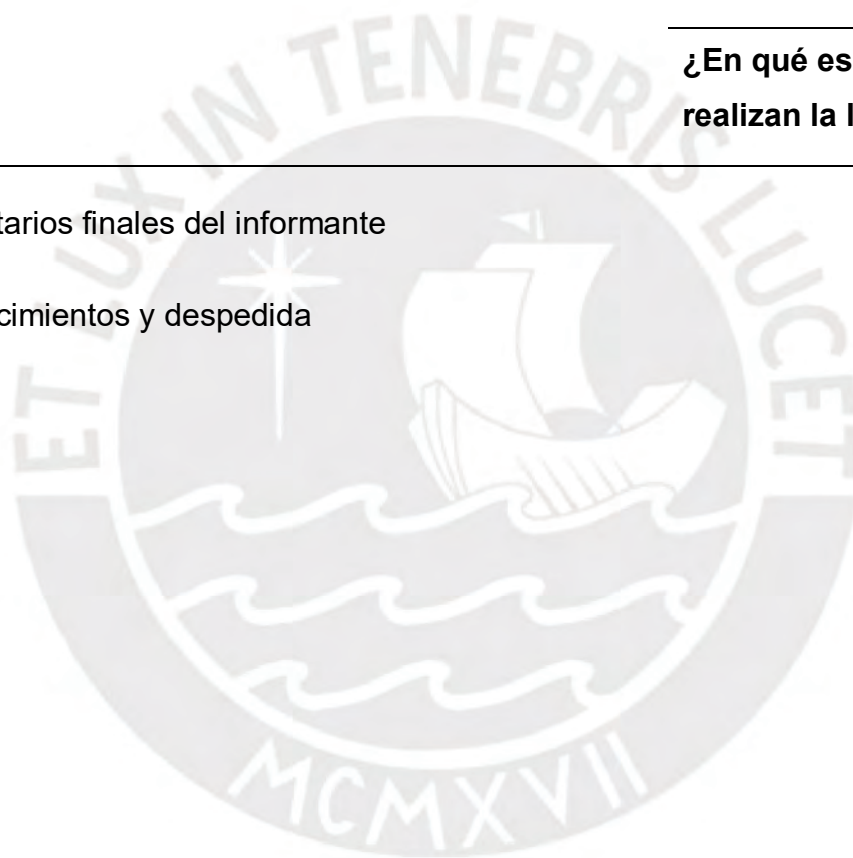 ¿En qué es
realizan la l
tarios finales del informante
cimientos y despedida
ET LUX IN TENEBRIS LUCET
MCMXVII